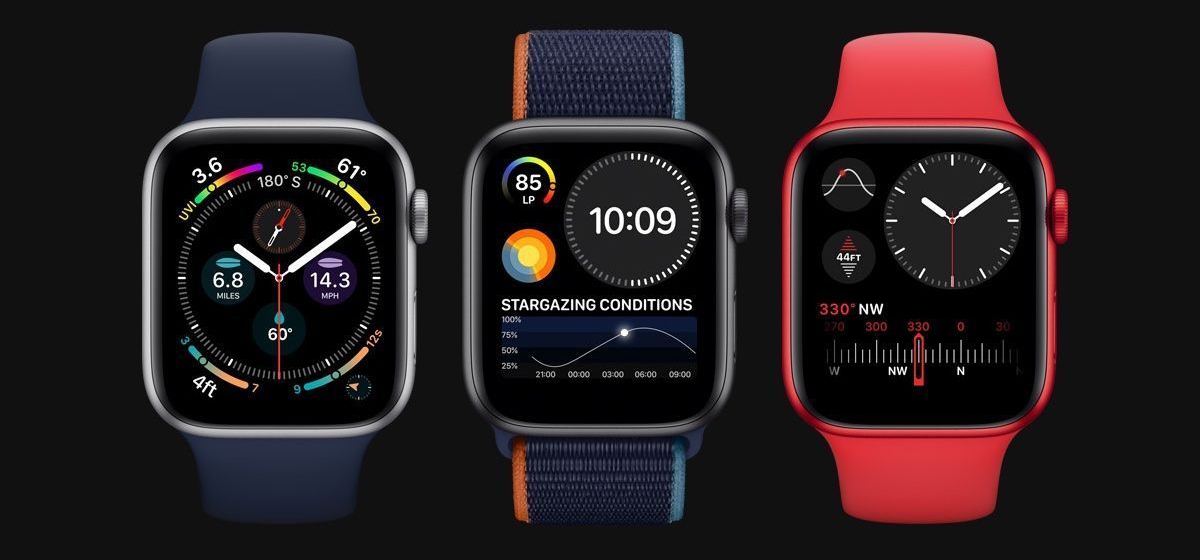 3.6
UVI
53
61°
70
180° S
6.8
MILES
14.3
MPH
60°
3
4ft
7
9
12s
85
LP
10:09
STARGAZING CONDITIONS
100%
75%
50%
25%
21:00 00:00 03:00 06:00 09:00
44FT
330° NW
270 300 330 0 30
W NW N